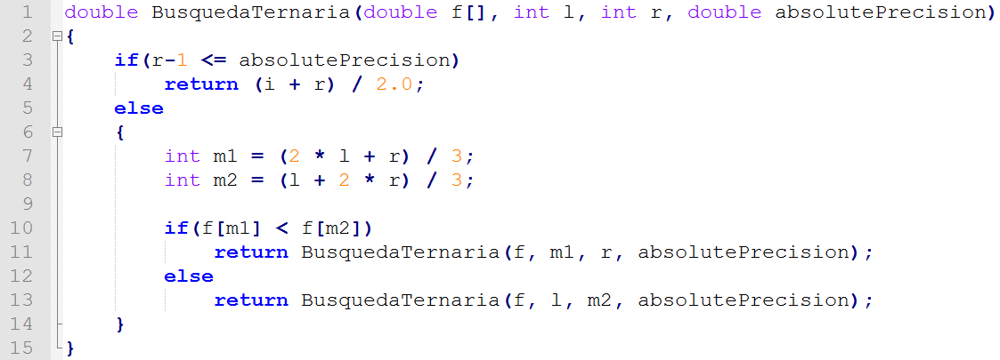 1 double BusquedaTernaria(double f[], int l, int r, double absolutePrecision)
2 {
3 if(r-1 <= absolutePrecision)
4 return (i + r) / 2.0;
5 else
6 {
7 int m1 = (2 * l + r) / 3;
8 int m2 = (l + 2 * r) / 3;
9
10 if(f[m1] < f[m2])
11 return BusquedaTernaria(f, m1, r, absolutePrecision);
12 else
13 return BusquedaTernaria(f, l, m2, absolutePrecision);
14 }
15 }